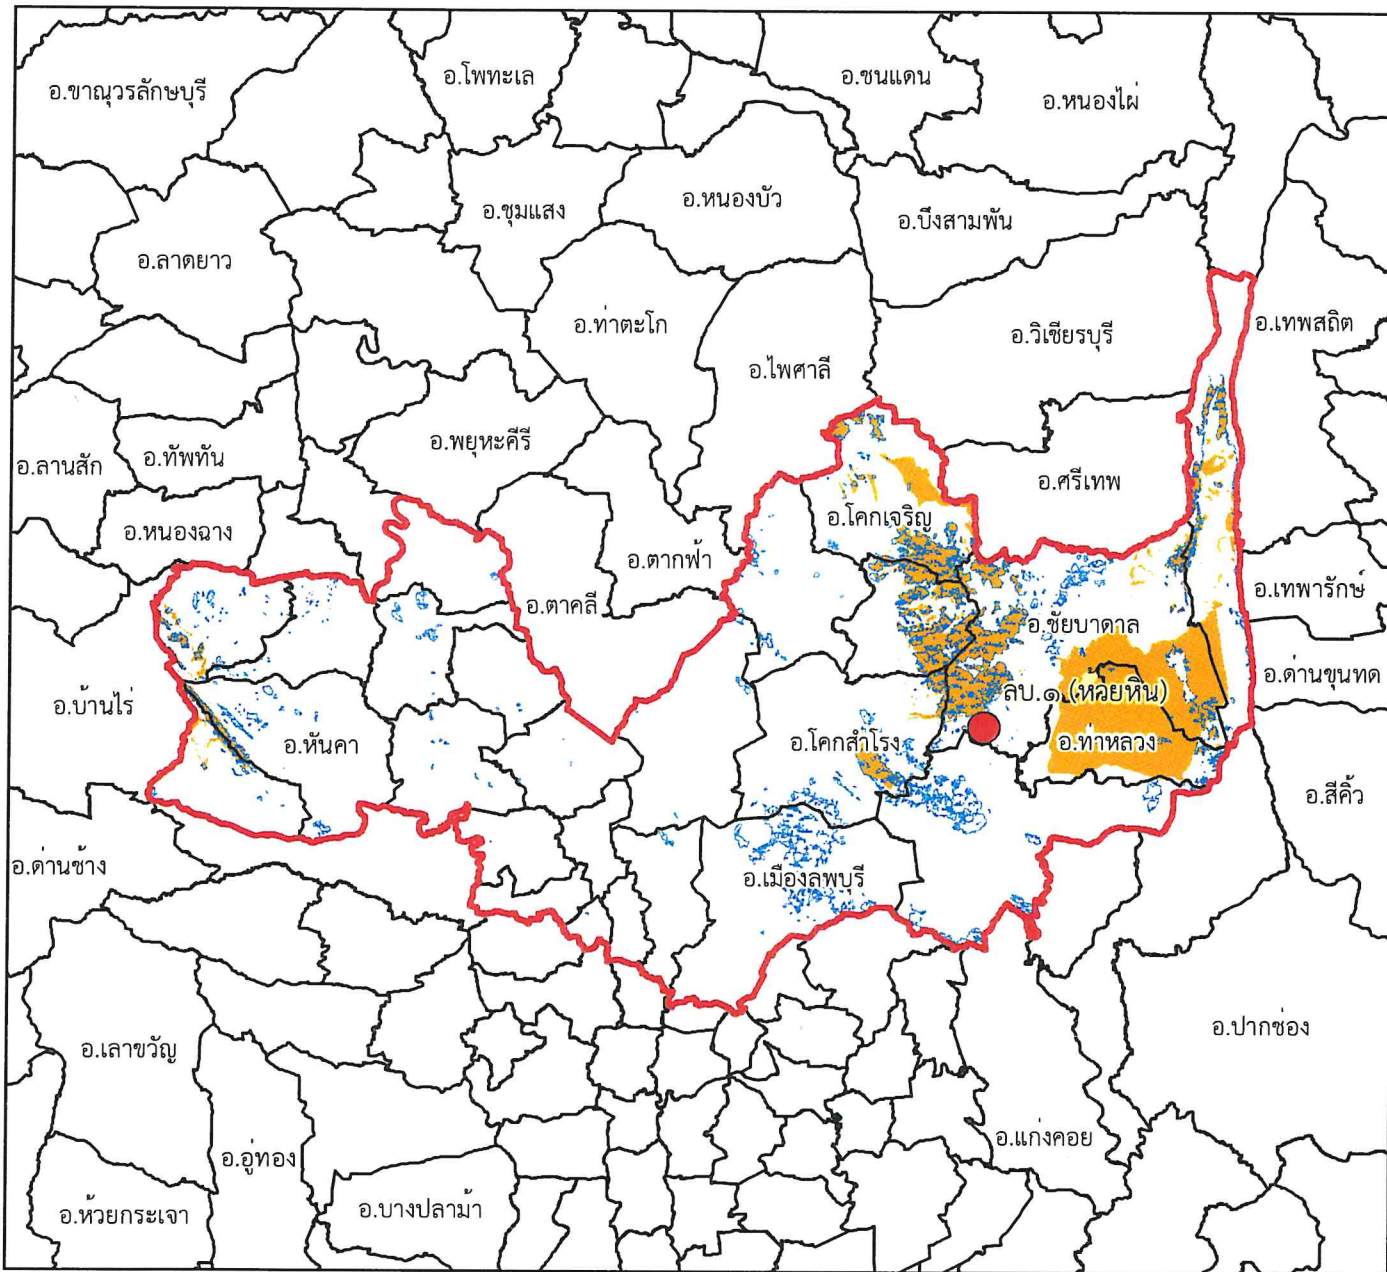 อ.โพทะเล
อ.ชนแดน
อ.ขาณุวรลักษบุรี
อ.หนองไผ่
อ.หนองบัว
อ.ชุมแสง
อ.บึงสามพัน
อ.ลาดยาว
อ.ท่าตะโก
อ.วิเชียรบุรี
อ.เทพสถิต
อ.ไพศาลี
อ.พยุหะคีรี
อ.ทัพทัน
อ.ลานสัก
อ.ศรีเทพ
อ.โคกเจริญ
อ.หนองฉาง
อ.ตากฟ้า
อ.เทพารักษ์
อ.ตาคลี
อ.ชัยบาดาล
อ.ด่านขุนทด
ลบ.๑ (ห้วยหิน)
อ.บ้านไร่
อ.หันคา
อ.โคกสำโรง
อ.ท่าหลวง
อ.สีคิ้ว
อ.ด่านช้าง
อ.เมืองลพบุรี
อ.ปากช่อง
อ.เลาขวัญ
อ.แก่งคอย
อ.อู่ทอง
อ.บางปลาม้า
อ.ห้วยกระเจา